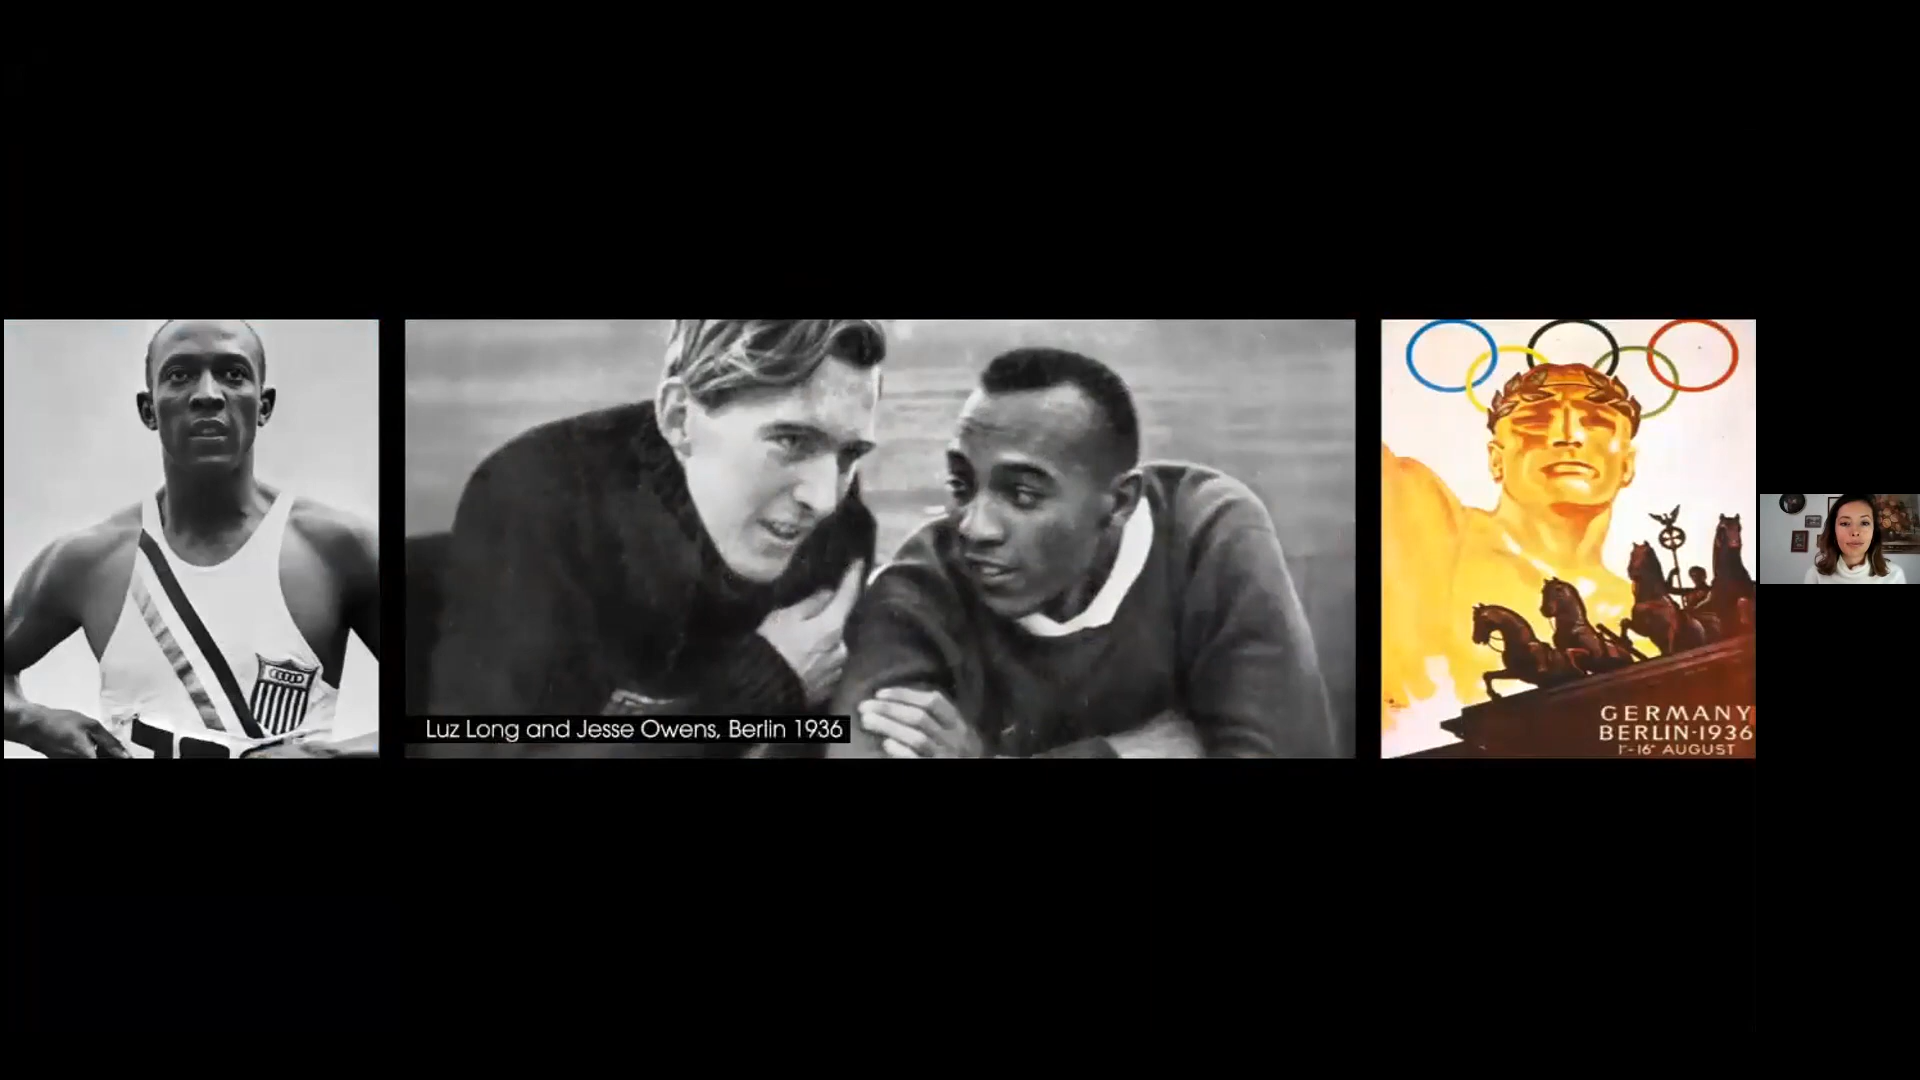 Luz Long and Jesse Owens, Berlin 1936
GERMANY
BERLIN·1936
1ˢᵗ-16ᵗʰ AUGUST